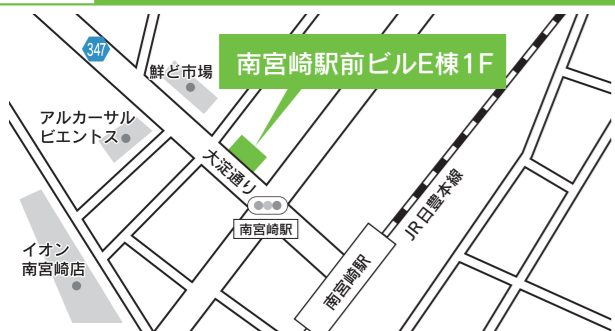 347
鮮ど市場
南宮崎駅前ビルE棟1F
アルカーサル
ビエントス
大淀通り
南宮崎駅
JR日豊本線
イオン
南宮崎店
南宮崎駅